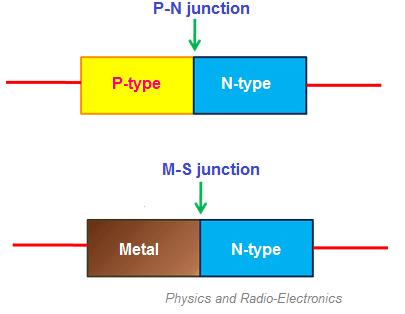 P-N junction
P-type
N-type
M-S junction
Metal
N-type
Physics and Radio-Electronics